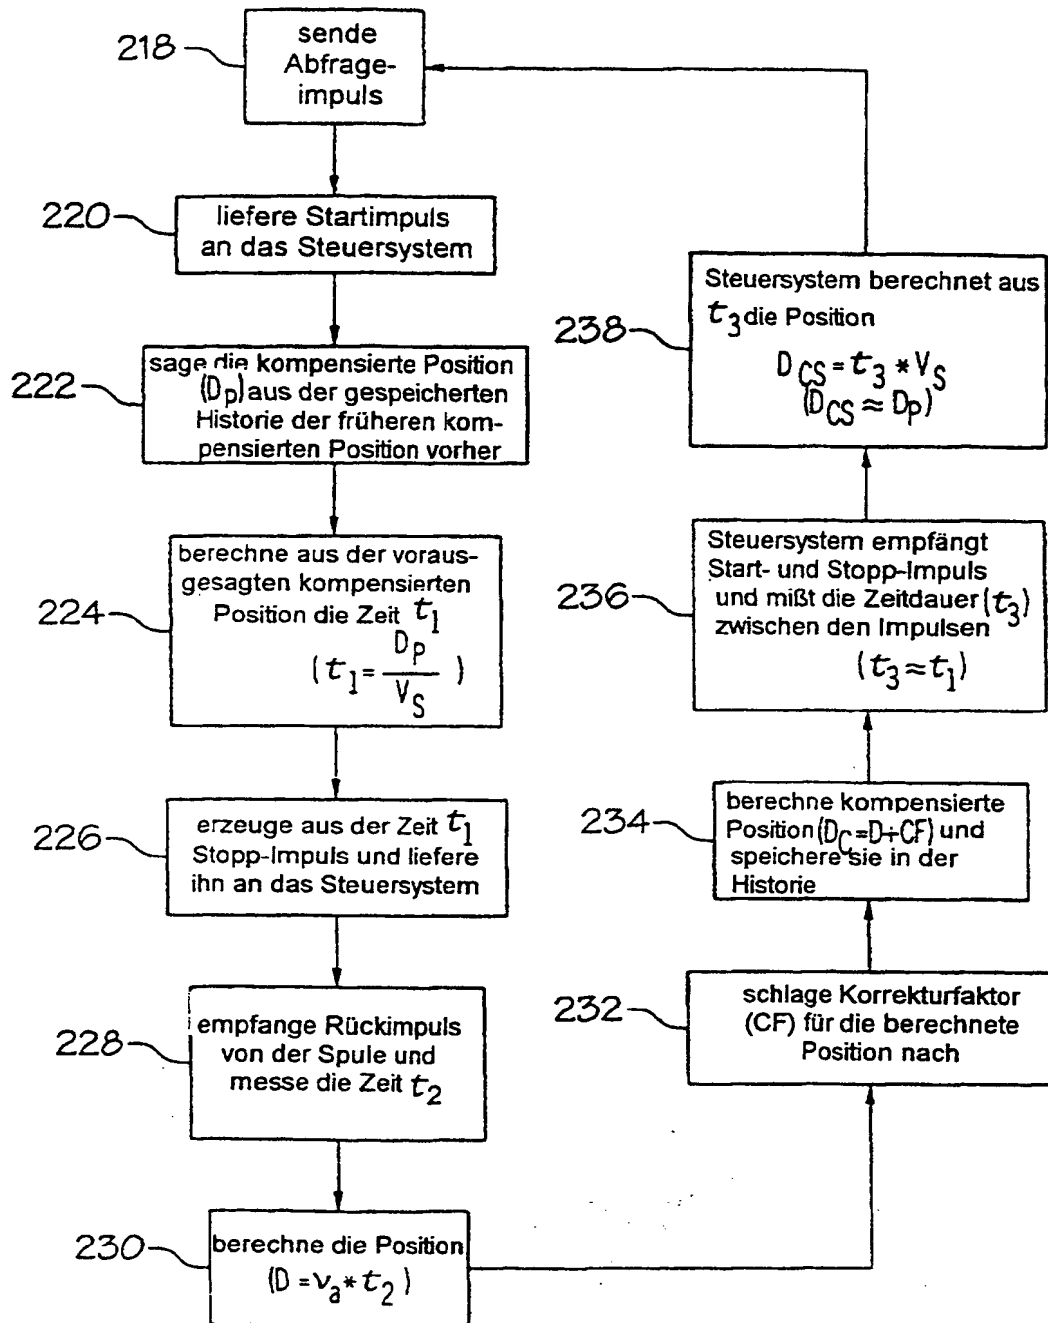 218
sende
Abfrage-
impuls
220
liefere Startimpuls
an das Steuersystem
222
sage die kompensierte Position
(Dp) aus der gespeicherten
Historie der früheren kom-
pensierten Position vorher
224
berechne aus der voraus-
gesagten kompensierten
Position die Zeit t1
(t1 = Dp / VS)
226
erzeuge aus der Zeit t1
Stopp-Impuls und liefere
ihn an das Steuersystem
228
empfange Rückimpuls
von der Spule und
messe die Zeit t2
230
berechne die Position
(D = va * t2)
232
schlage Korrekturfaktor
(CF) für die berechnete
Position nach
234
berechne kompensierte
Position (DC = D + CF) und
speichere sie in der
Historie
236
Steuersystem empfängt
Start- und Stopp-Impuls
und mißt die Zeitdauer (t3)
zwischen den Impulsen
(t3 ≈ t1)
238
Steuersystem berechnet aus
t3 die Position
DCS = t3 * VS
(DCS ≈ Dp)